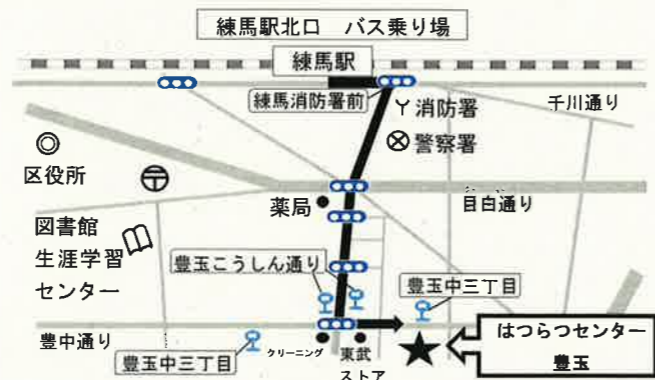 練馬駅北口 バス乗り場
練馬駅
練馬消防署前
千川通り
消防署
警察署
区役所
薬局
目白通り
図書館
生涯学習
センター
豊玉こうしん通り
豊玉中三丁目
豊中通り
豊玉中三丁目
クリーニング
東武
ストア
はつらつセンター
豊玉